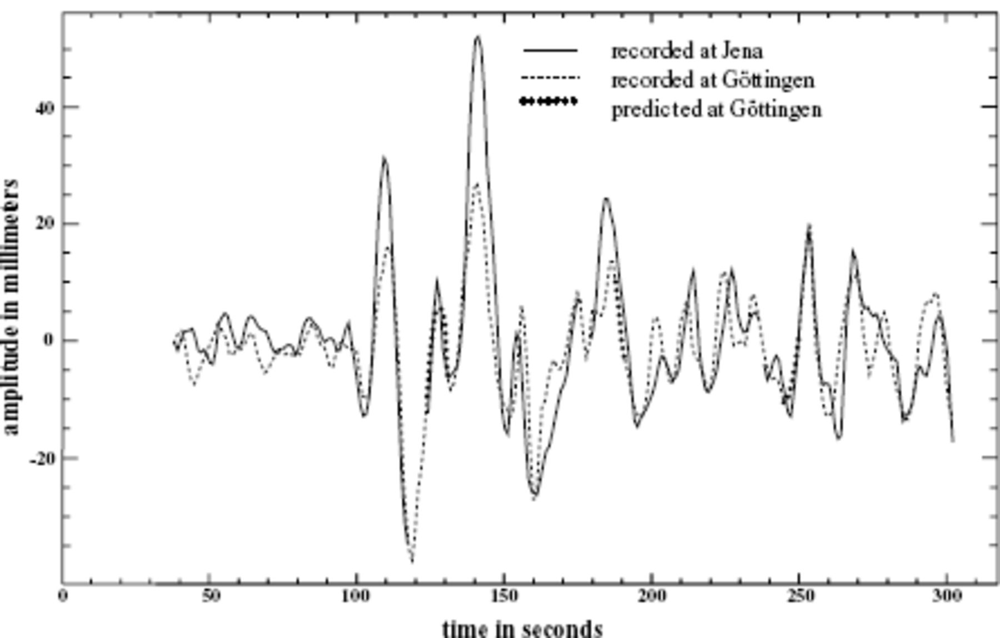 recorded at Jena
recorded at Göttingen
predicted at Göttingen
40
20
0
-20
amplitude in millimeters
0 50 100 150 200 250 300
time in seconds